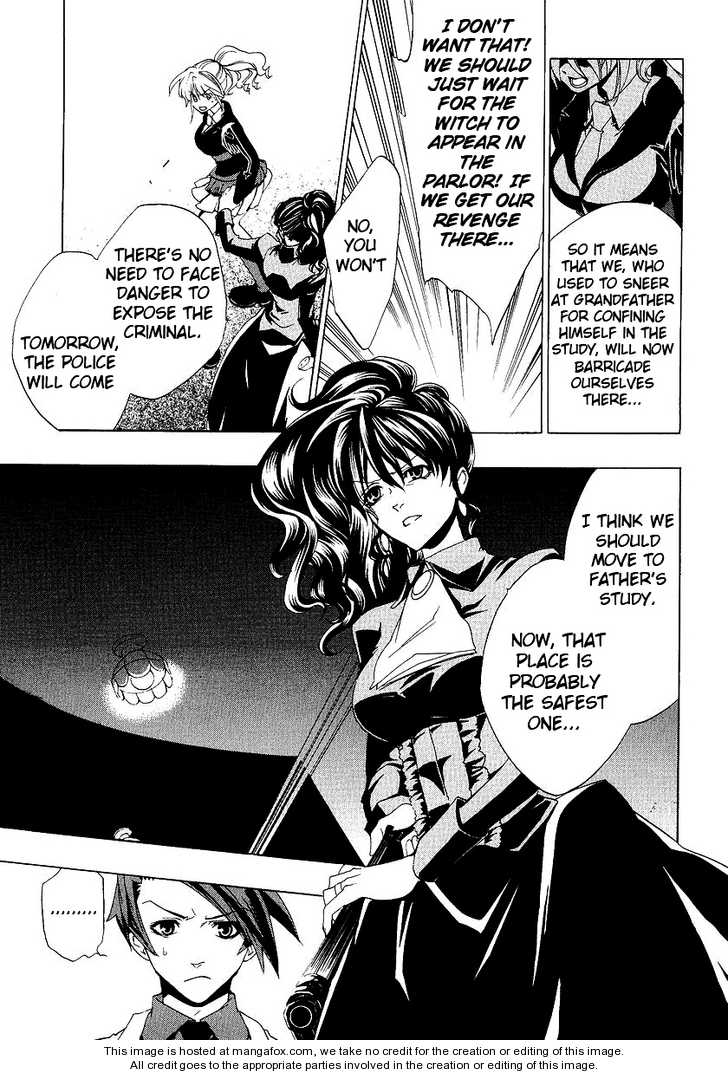 SO IT MEANS
THAT WE, WHO
USED TO SNEER
AT GRANDFATHER
FOR CONFINING
HIMSELF IN THE
STUDY, WILL NOW
BARRICADE
OURSELVES
THERE...
I DON'T
WANT THAT!
WE SHOULD
JUST WAIT
FOR THE
WITCH TO
APPEAR IN
THE
PARLOR! IF
WE GET OUR
REVENGE
THERE...
NO,
YOU
WON'T
THERE'S NO
NEED TO FACE
DANGER TO
EXPOSE THE
CRIMINAL.
TOMORROW,
THE POLICE
WILL COME
I THINK WE
SHOULD
MOVE TO
FATHER'S
STUDY.
NOW, THAT
PLACE IS
PROBABLY
THE SAFEST
ONE...
..........
This image is hosted at mangafox.com, we take no credit for the creation or editing of this image.
All credit goes to the appropriate parties involved in the creation or editing of this image.